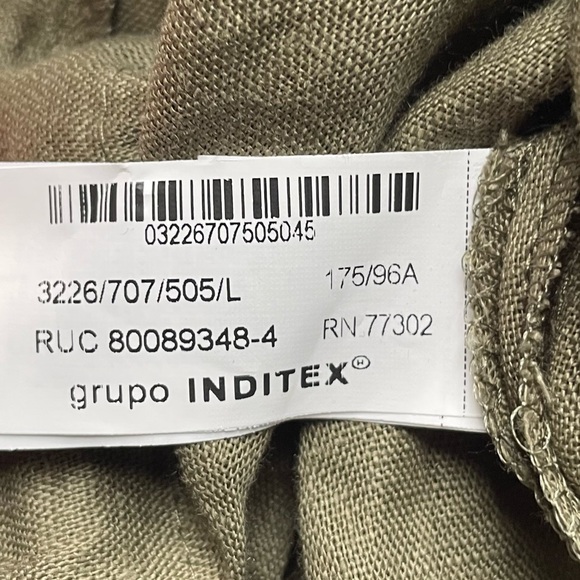 03226707505045
3226/707/505/L 175/96A
RUC 80089348-4 RN 77302
grupo INDITEX®